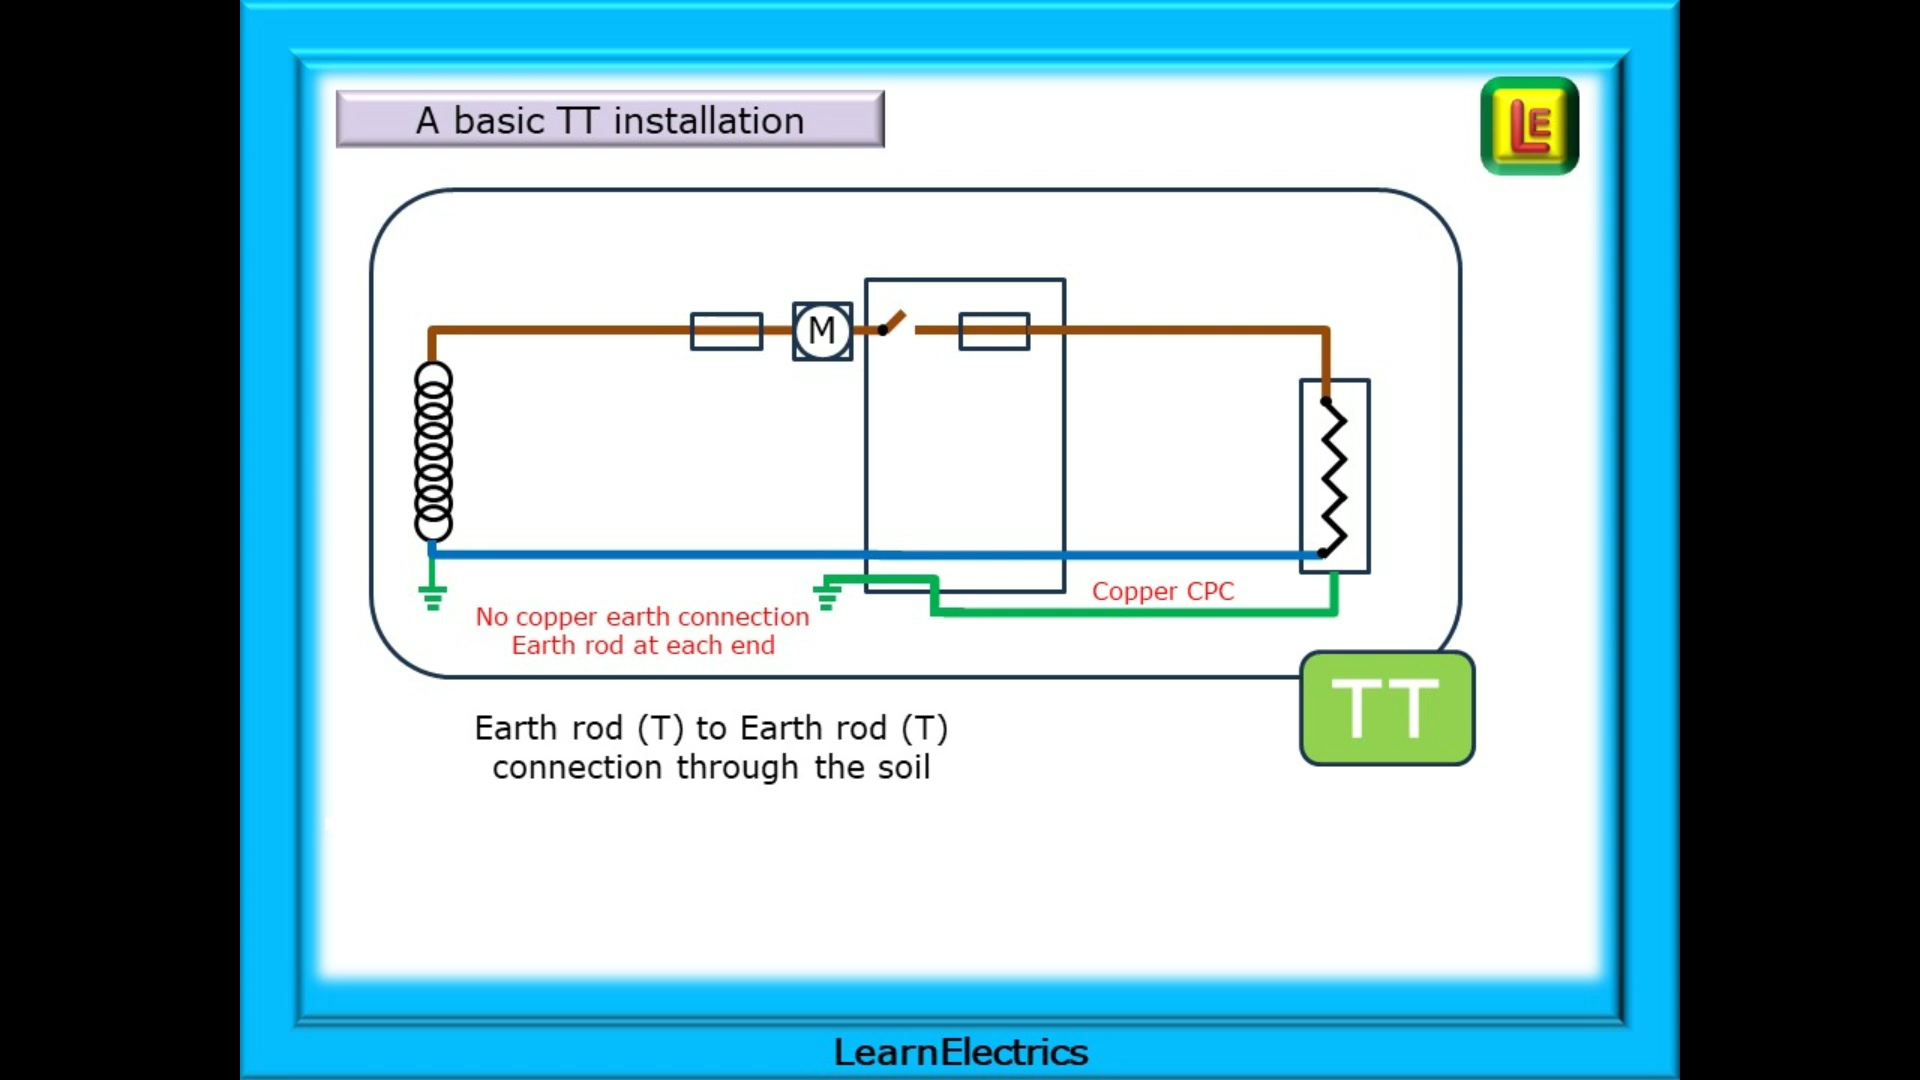 A basic TT installation
LE
M
Copper CPC
No copper earth connection
Earth rod at each end
TT
Earth rod (T) to Earth rod (T)
connection through the soil
LearnElectrics